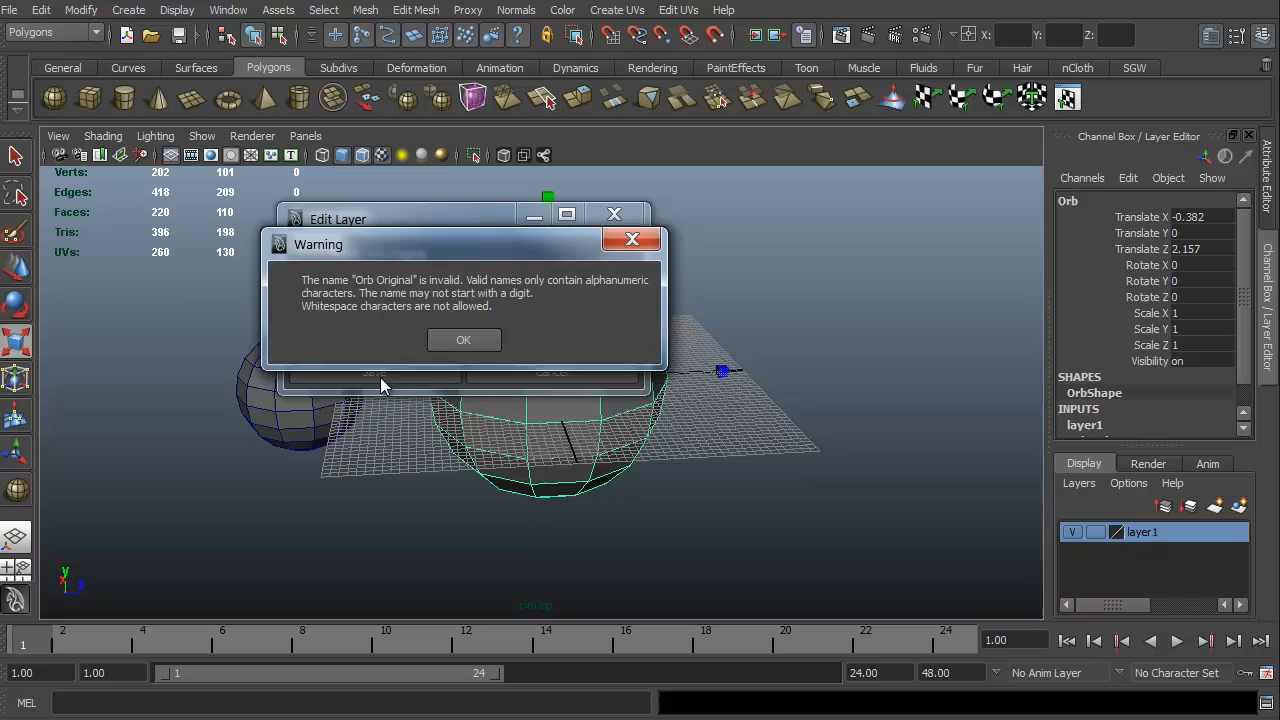 File Edit Modify Create Display Window Assets Select Mesh Edit Mesh Proxy Normals Color Create UVs Edit UVs Help
Polygons X: Y: Z:
General Curves Surfaces Polygons Subdivs Deformation Animation Dynamics Rendering PaintEffects Toon Muscle Fluids Fur Hair nCloth SGW
View Shading Lighting Show Renderer Panels
Channel Box / Layer Editor
Verts: 202 101 0
Edges: 418 209 0
Faces: 220 110
Tris: 396 198
UVs: 260 130
Edit Layer
Warning
The name "Orb Original" is invalid. Valid names only contain alphanumeric
characters. The name may not start with a digit.
Whitespace characters are not allowed.
OK
Save Cancel
persp
y
x
z
Channels Edit Object Show
Orb
Translate X -0.382
Translate Y 0
Translate Z 2.157
Rotate X 0
Rotate Y 0
Rotate Z 0
Scale X 1
Scale Y 1
Scale Z 1
Visibility on
SHAPES
OrbShape
INPUTS
layer1
Display Render Anim
Layers Options Help
V layer1
Attribute Editor
Channel Box / Layer Editor
1 2 4 6 8 10 12 14 16 18 20 22 24 1.00
1.00 1.00 1 24 24.00 48.00 No Anim Layer No Character Set
MEL